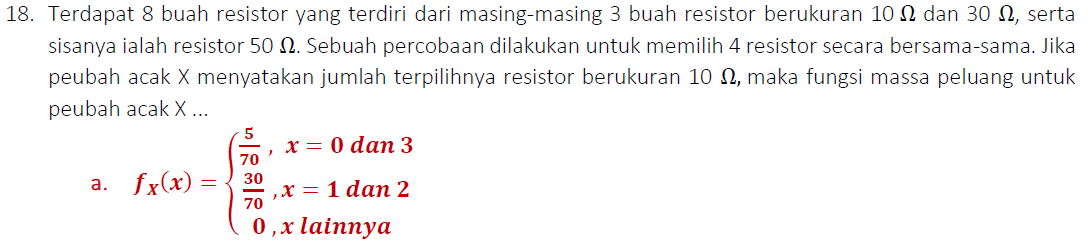 18. Terdapat 8 buah resistor yang terdiri dari masing-masing 3 buah resistor berukuran 10 Ω dan 30 Ω, serta
sisanya ialah resistor 50 Ω. Sebuah percobaan dilakukan untuk memilih 4 resistor secara bersama-sama. Jika
peubah acak X menyatakan jumlah terpilihnya resistor berukuran 10 Ω, maka fungsi massa peluang untuk
peubah acak X ...
5/70 , x = 0 dan 3
a. fX(x) = { 30/70 , x = 1 dan 2
0 , x lainnya